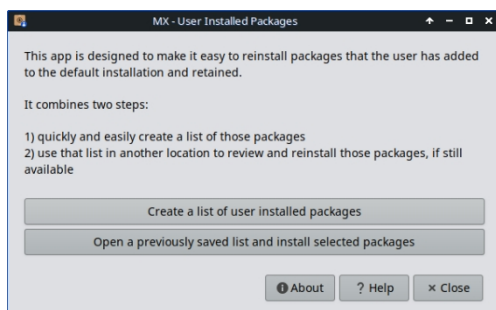 MX - User Installed Packages
This app is designed to make it easy to reinstall packages that the user has added
to the default installation and retained.
It combines two steps:
1) quickly and easily create a list of those packages
2) use that list in another location to review and reinstall those packages, if still
available
Create a list of user installed packages
Open a previously saved list and install selected packages
About
? Help
× Close